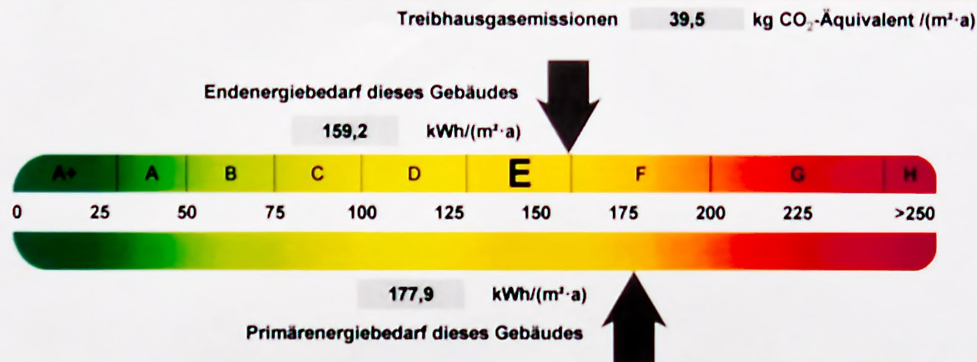 Treibhausgasemissionen 39,5 kg CO₂-Äquivalent /(m²·a)
Endenergiebedarf dieses Gebäudes
159,2 kWh/(m²·a)
A+ A B C D E F G H
0 25 50 75 100 125 150 175 200 225 >250
177,9 kWh/(m²·a)
Primärenergiebedarf dieses Gebäudes